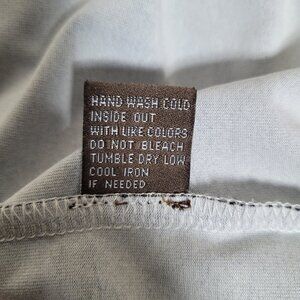 HAND WASH COLD
INSIDE OUT
WITH LIKE COLORS
DO NOT BLEACH
TUMBLE DRY LOW
COOL IRON
IF NEEDED